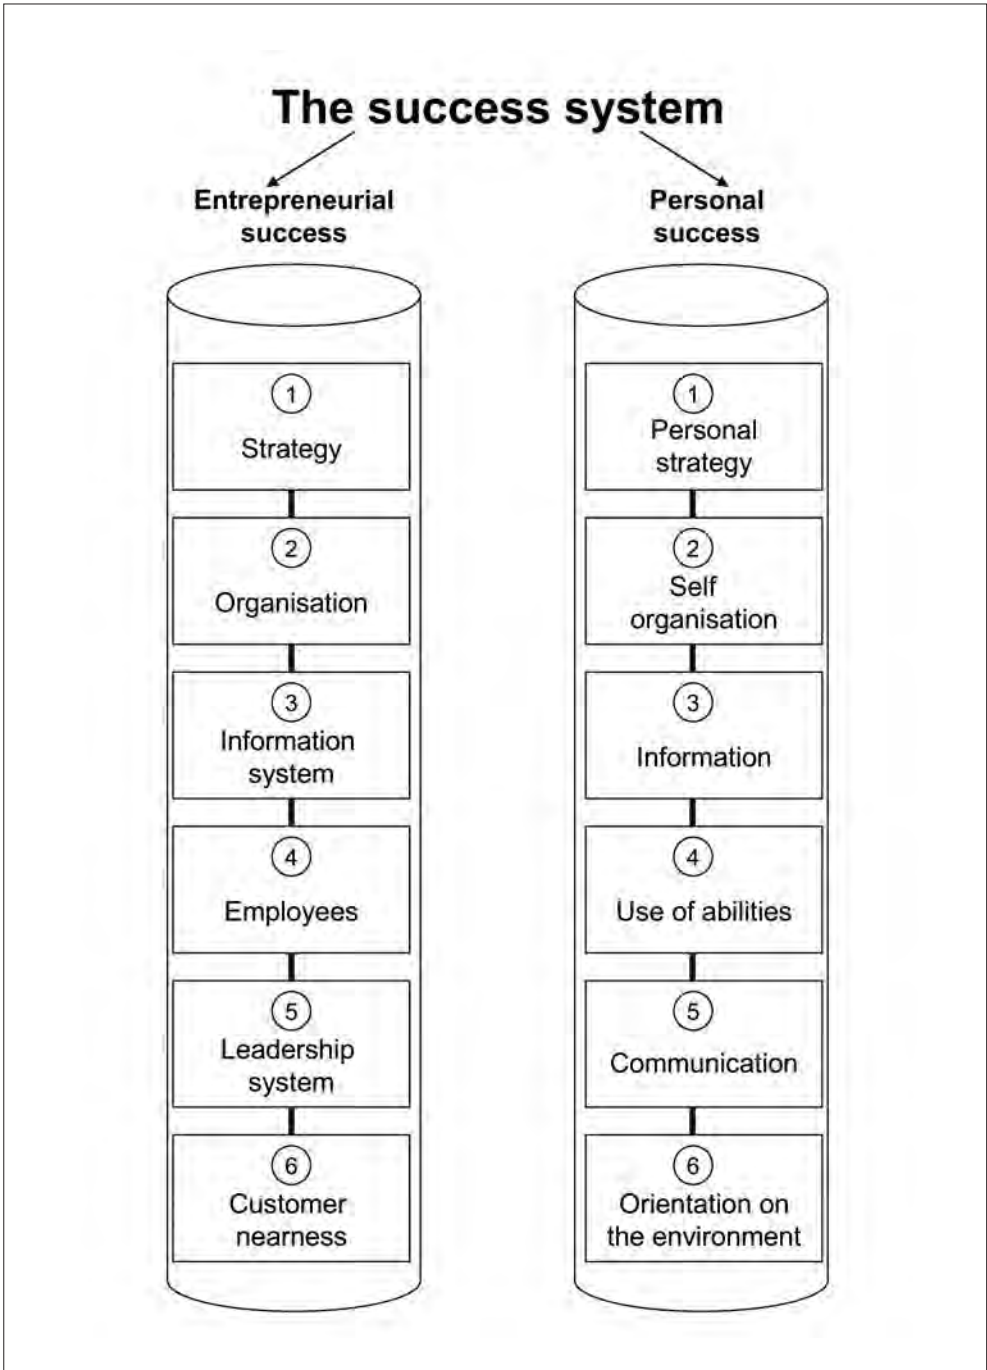 The success system
Entrepreneurial
success
1
Strategy
2
Organisation
3
Information
system
4
Employees
5
Leadership
system
6
Customer
nearness
Personal
success
1
Personal
strategy
2
Self
organisation
3
Information
4
Use of abilities
5
Communication
6
Orientation on
the environment